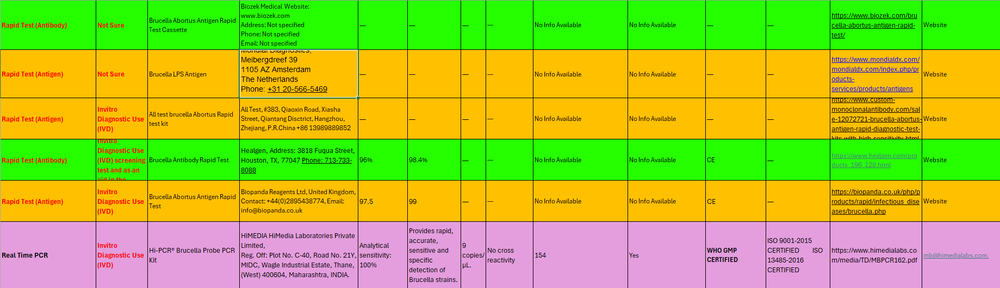 Rapid Test (Antibody)
Not Sure
Brucella Abortus Antigen Rapid
Test Cassette
Biozek Medical Website:
www.biozek.com
Address: Not specified
Phone: Not specified
Email: Not specified
—
—
—
—
No Info Available
No Info Available
—
—
https://www.biozek.com/bru
cella-abortus-antigen-rapid-
test/
Website
Rapid Test (Antigen)
Not Sure
Brucella LPS Antigen
Mondial Diagnostics,
Meibergdreef 39
1105 AZ Amsterdam
The Netherlands
Phone: +31 20-566-5469
—
—
—
—
No Info Available
No Info Available
—
—
https://www.mondialdx.com/
mondialdx.com/index.php/pr
oducts-
services/products/antigens
Website
Rapid Test (Antigen)
Invitro
Diagnostic Use
(IVD)
All test brucella Abortus Rapid
test kit
All Test, #383, Qiaoxin Road, Xiasha
Street, Qiantang Disctrict, Hangzhou,
Zhejiang, P.R.China +86 13989889852
—
—
—
—
No Info Available
No Info Available
—
—
https://www.custom-
monoclonalantibody.com/sal
e-12072721-brucella-abortus-
antigen-rapid-diagnostic-test-
kits-with-high-sensitivity.html
Website
Rapid Test (Antibody)
Invitro
Diagnostic Use
(IVD) screening
test and as an
aid in the
Brucella Antibody Rapid Test
Healgen, Address: 3818 Fuqua Street,
Houston, TX, 77047 Phone: 713-733-
8088
96%
98.4%
—
—
No Info Available
No Info Available
CE
—
https://www.healgen.com/pro
ducts_196_128.html
Website
Rapid Test (Antigen)
Invitro
Diagnostic Use
(IVD)
Brucella Abortus Antigen Rapid
Test
Biopanda Reagents Ltd, United Kingdom,
Contact: +44(0)2895438774, Email:
info@biopanda.co.uk
97.5
99
—
—
No Info Available
No Info Available
CE
—
https://biopanda.co.uk/php/p
roducts/rapid/infectious_dise
ases/brucella.php
Website
Real Time PCR
Invitro
Diagnostic Use
(IVD)
Hi-PCR® Brucella Probe PCR
Kit
HIMEDIA HiMedia Laboratories Private
Limited,
Reg. Off: Plot No. C-40, Road No. 21Y,
MIDC, Wagle Industrial Estate, Thane,
(West) 400604, Maharashtra, INDIA.
Analytical
sensitivity:
100%
Provides rapid,
accurate,
sensitive and
specific
detection of
Brucella strains.
9
copies/
µL.
No cross
reactivity
154
Yes
WHO GMP
CERTIFIED
ISO 9001-2015
CERTIFIED ISO
13485-2016
CERTIFIED
https://www.himedialabs.co
m/media/TD/MBPCR162.pdf
mb@himedialabs.com.